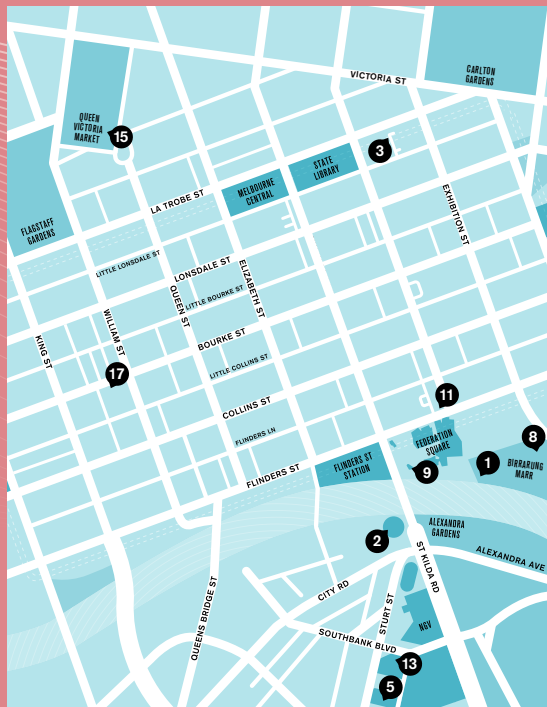 VICTORIA ST
CARLTON
GARDENS
QUEEN
VICTORIA
MARKET
15
3
STATE
LIBRARY
MELBOURNE
CENTRAL
LA TROBE ST
EXHIBITION ST
FLAGSTAFF
GARDENS
LITTLE LONSDALE ST
LONSDALE ST
ELIZABETH ST
QUEEN ST
LITTLE BOURKE ST
WILLIAM ST
KING ST
BOURKE ST
LITTLE COLLINS ST
17
COLLINS ST
11
FLINDERS LN
FEDERATION
SQUARE
8
FLINDERS ST
FLINDERS ST
STATION
9
1
BIRRARUNG
MARR
2
ALEXANDRA
GARDENS
ALEXANDRA AVE
ST KILDA RD
CITY RD
QUEENS BRIDGE ST
STURT ST
NGV
SOUTHBANK BLVD
13
5